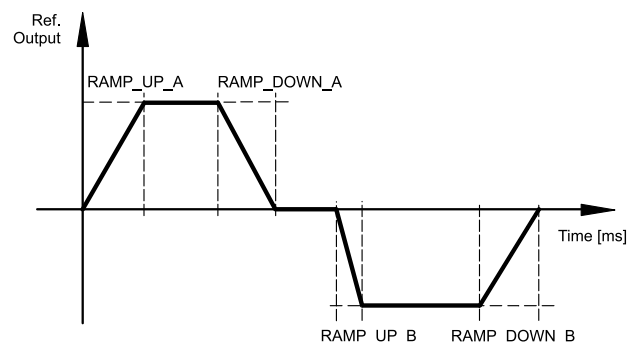 Ref.
Output
RAMP_UP_A
RAMP_DOWN_A
Time [ms]
RAMP UP B
RAMP DOWN B